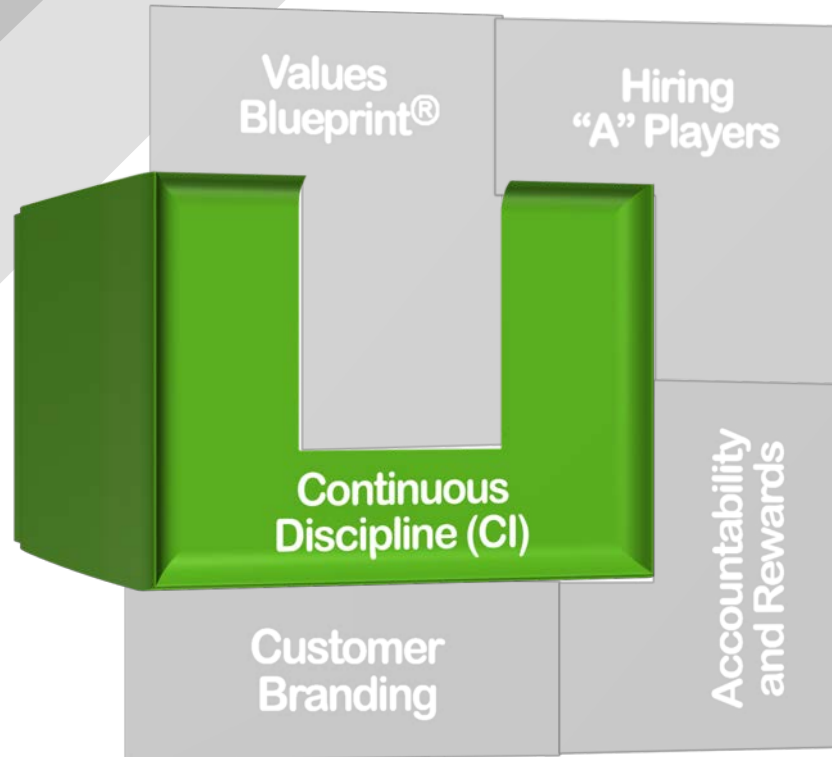 Values
Blueprint®
Hiring
“A” Players
Continuous
Discipline (CI)
Accountability
and Rewards
Customer
Branding